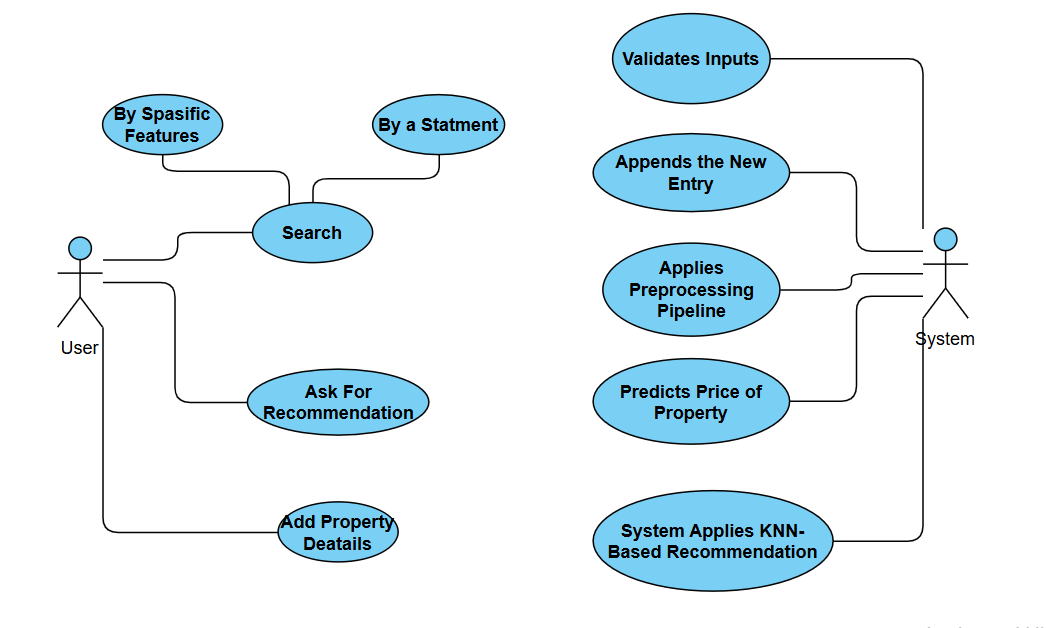 Validates Inputs
By Spasific
Features
By a Statment
Appends the New
Entry
Search
Applies
Preprocessing
Pipeline
User
System
Ask For
Recommendation
Predicts Price of
Property
Add Property
Deatails
System Applies KNN-
Based Recommendation